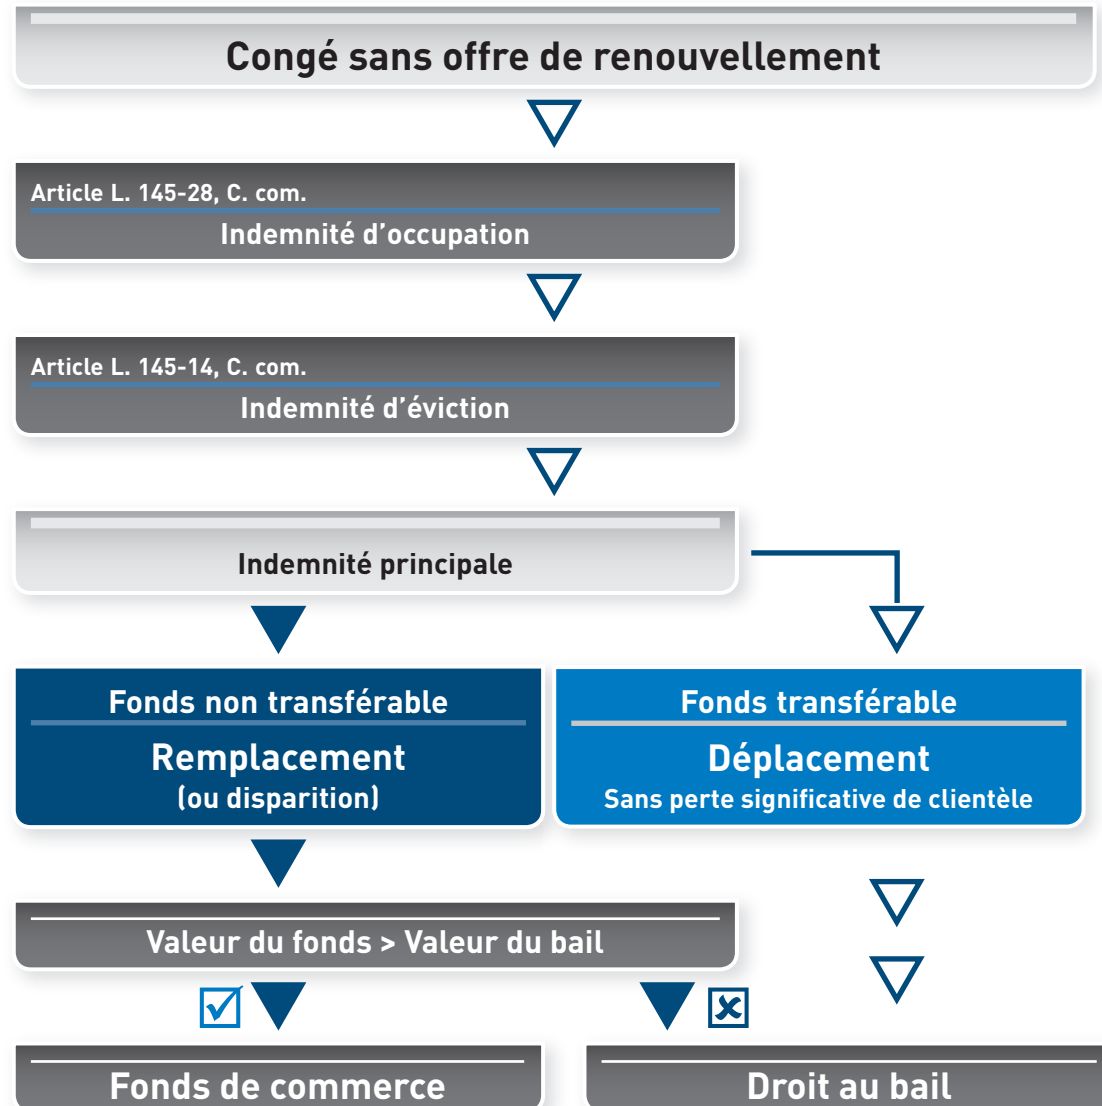 Congé sans offre de renouvellement
Article L. 145-28, C. com.
Indemnité d’occupation
Article L. 145-14, C. com.
Indemnité d’éviction
Indemnité principale
Fonds non transférable
Remplacement
(ou disparition)
Fonds transférable
Déplacement
Sans perte significative de clientèle
Valeur du fonds > Valeur du bail
Fonds de commerce
Droit au bail